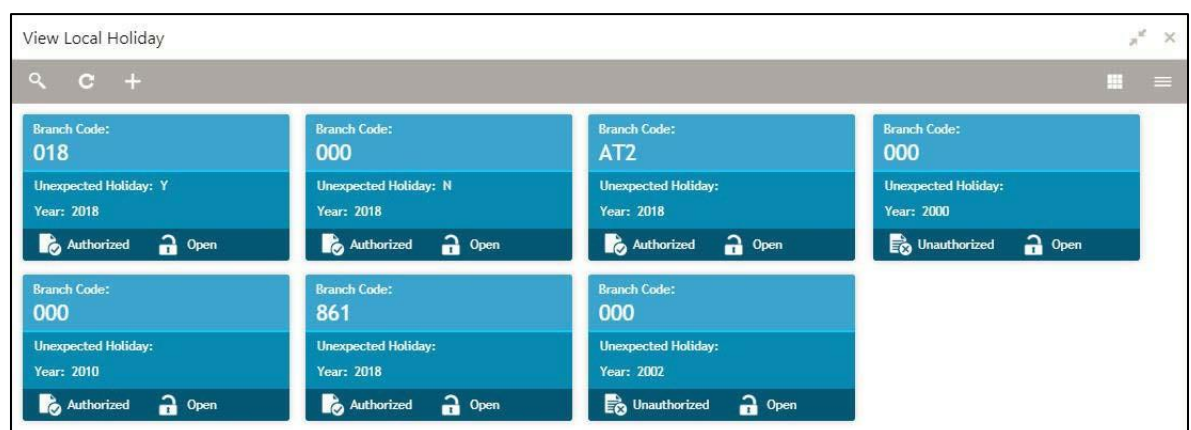 View Local Holiday
Branch Code:
018
Unexpected Holiday: Y
Year: 2018
Authorized Open
Branch Code:
000
Unexpected Holiday: N
Year: 2018
Authorized Open
Branch Code:
AT2
Unexpected Holiday:
Year: 2018
Authorized Open
Branch Code:
000
Unexpected Holiday:
Year: 2000
Unauthorized Open
Branch Code:
000
Unexpected Holiday:
Year: 2010
Authorized Open
Branch Code:
861
Unexpected Holiday:
Year: 2018
Authorized Open
Branch Code:
000
Unexpected Holiday:
Year: 2002
Unauthorized Open